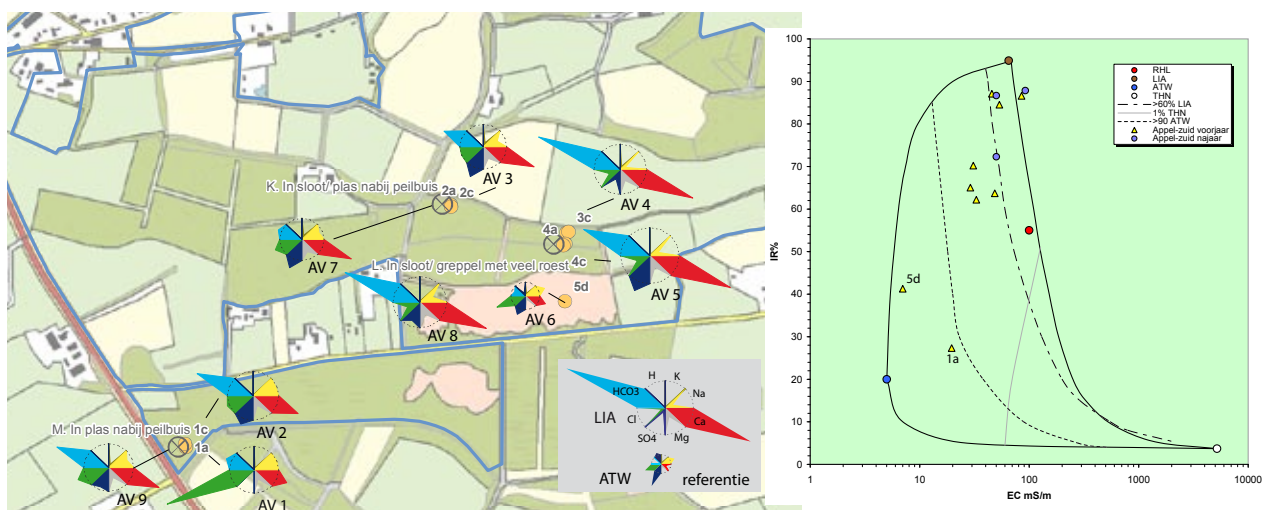 K. In sloot/ plas nabij peilbuis
2a
2c
AV 3
AV 4
3c
4a
AV 7
L. In sloot/ greppel met veel roest
4c
5d
AV 5
AV 6
AV 8
AV 2
M. In plas nabij peilbuis
1c
1a
AV 9
AV 1
H
K
Na
HCO3
LIA
Ca
Cl
SO4
Mg
ATW
referentie
100
90
80
70
60
50
40
30
20
10
0
IR%
1
10
100
1000
10000
EC mS/m
5d
1a
RHL
LIA
ATW
THN
>60% LIA
1% THN
>90 ATW
Appel-zuid voorjaar
Appel-zuid najaar